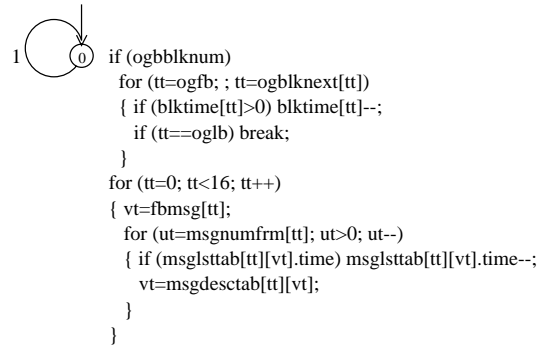 1 0 if (ogbblknum)
for (tt=ogfb; ; tt=ogblknext[tt])
{ if (blktime[tt]>0) blktime[tt]--;
if (tt==oglb) break;
}
for (tt=0; tt<16; tt++)
{ vt=fbmsg[tt];
for (ut=msgnumfrm[tt]; ut>0; ut--)
{ if (msglsttab[tt][vt].time) msglsttab[tt][vt].time--;
vt=msgdesctab[tt][vt];
}
}